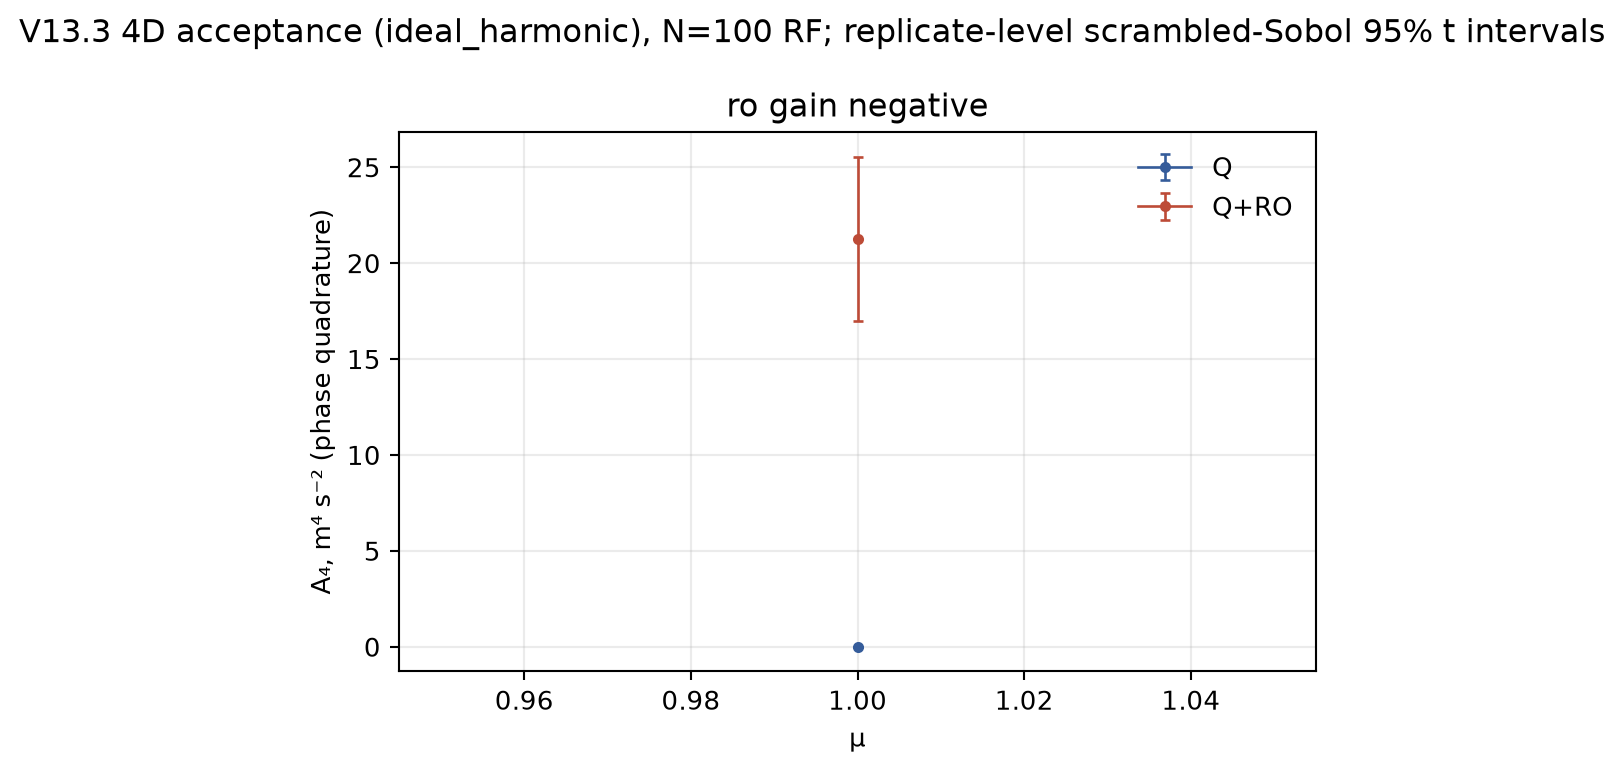 V13.3 4D acceptance (ideal_harmonic), N=100 RF; replicate-level scrambled-Sobol 95% t intervals
ro gain negative
Q
Q+RO
A₄, m⁴ s⁻² (phase quadrature)
25
20
15
10
5
0
0.96
0.98
1.00
1.02
1.04
μ